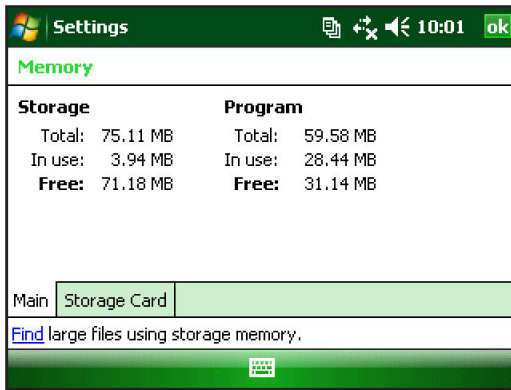 Settings 10:01 ok
Memory
Storage Program
Total: 75.11 MB Total: 59.58 MB
In use: 3.94 MB In use: 28.44 MB
Free: 71.18 MB Free: 31.14 MB
Main Storage Card
Find large files using storage memory.